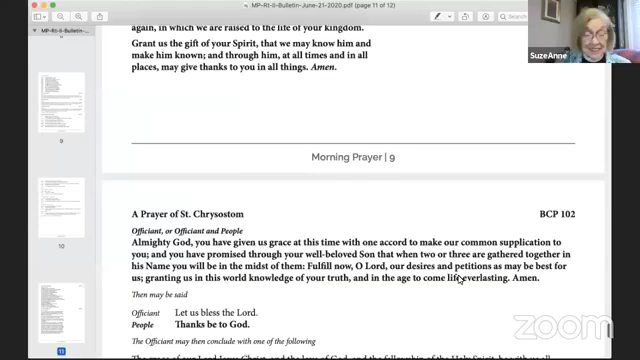 MP-Rt-II-Bulletin-June-21-2020.pdf (page 11 of 12)
Search
MP-Rt-II-Bulletin-June-21-2020...
again, in which we are raised to the life of your kingdom.
Grant us the gift of your Spirit, that we may know him and
make him known; and through him, at all times and in all
places, may give thanks to you in all things. Amen.
9
Morning Prayer | 9
10
11
A Prayer of St. Chrysostom BCP 102
Officiant, or Officiant and People
Almighty God, you have given us grace at this time with one accord to make our common supplication to
you; and you have promised through your well-beloved Son that when two or three are gathered together in
his Name you will be in the midst of them: Fulfill now, O Lord, our desires and petitions as may be best for
us; granting us in this world knowledge of your truth, and in the age to come life everlasting. Amen.
Then may be said
Officiant Let us bless the Lord.
People Thanks be to God.
The Officiant may then conclude with one of the following
SuzeAnne
zoom